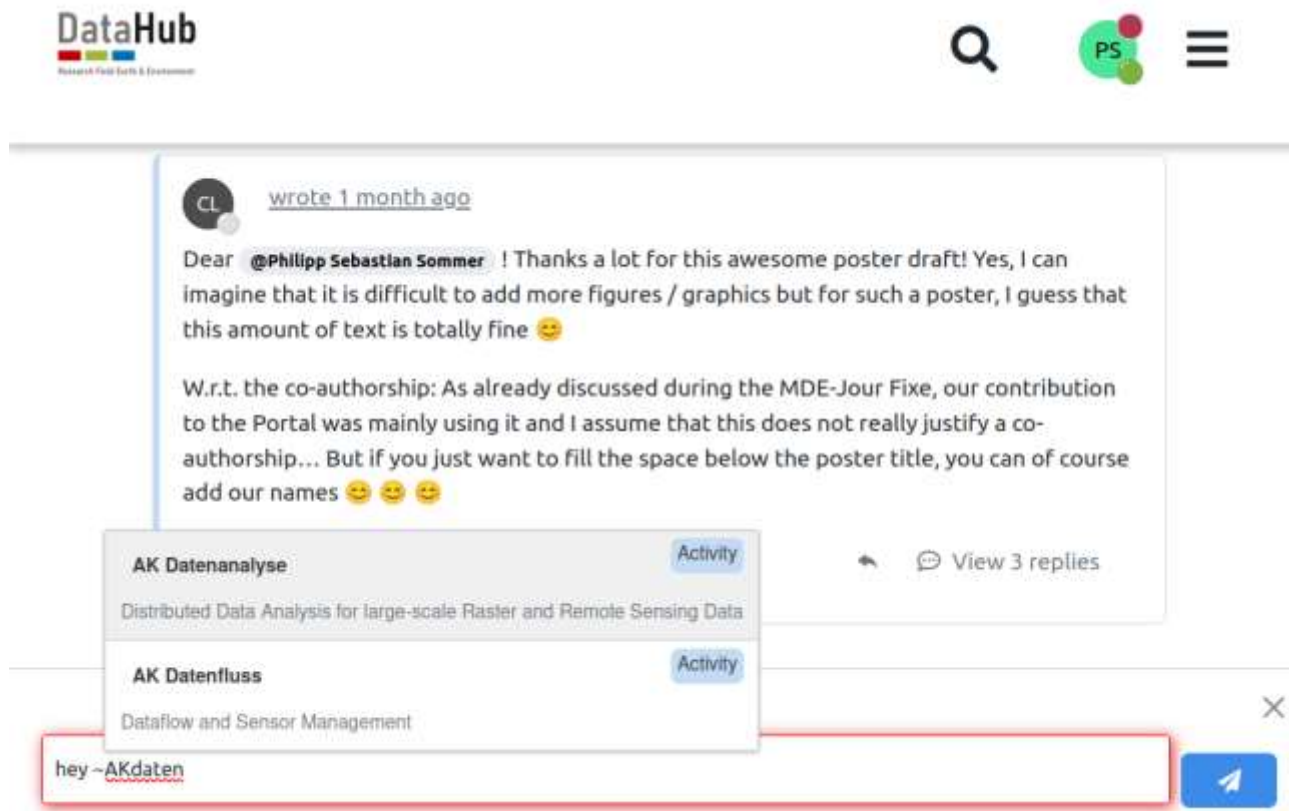 DataHub
Research Field Earth & Environment
PS
CL
wrote 1 month ago
Dear @Philipp Sebastian Sommer ! Thanks a lot for this awesome poster draft! Yes, I can
imagine that it is difficult to add more figures / graphics but for such a poster, I guess that
this amount of text is totally fine 😊
W.r.t. the co-authorship: As already discussed during the MDE-Jour Fixe, our contribution
to the Portal was mainly using it and I assume that this does not really justify a co-
authorship... But if you just want to fill the space below the poster title, you can of course
add our names 😊 😊 😊
View 3 replies
AK Datenanalyse Activity
Distributed Data Analysis for large-scale Raster and Remote Sensing Data
AK Datenfluss Activity
Dataflow and Sensor Management
hey ~AKdaten